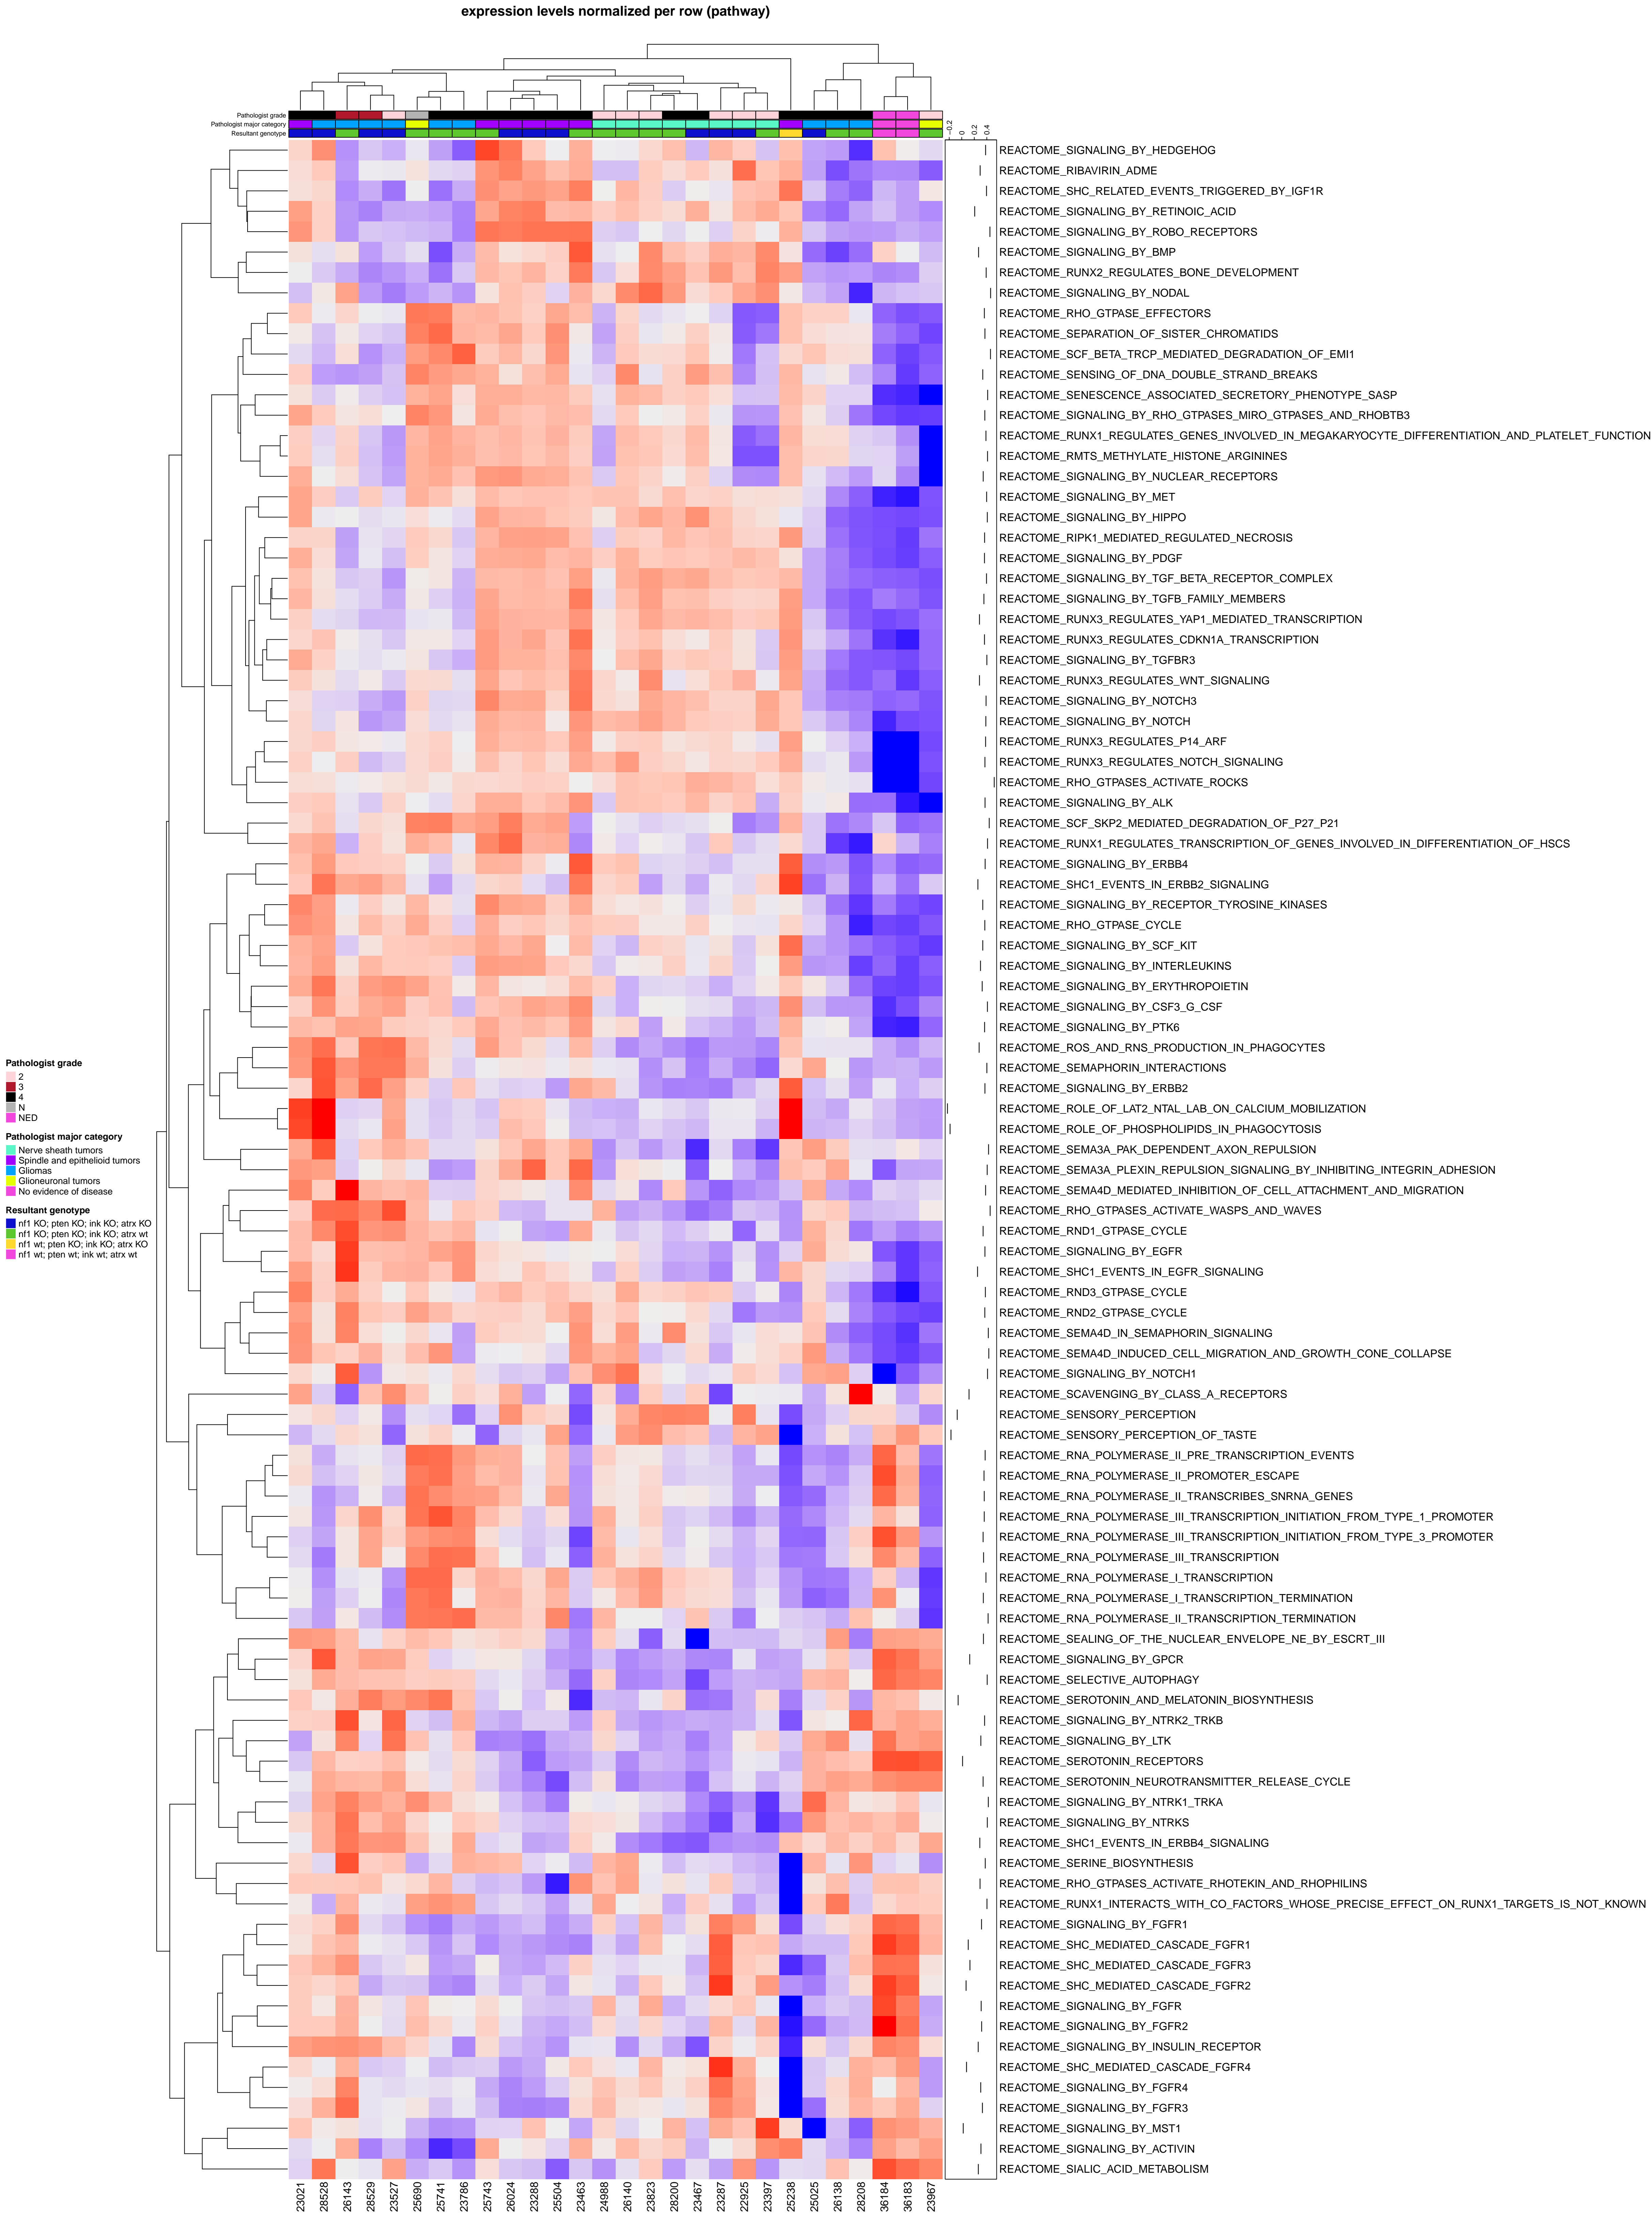 expression levels normalized per row (pathway)
Pathologist grade
Pathologist major category
Resultant genotype
−0.2
0
0.2
0.4
REACTOME_SIGNALING_BY_HEDGEHOG
REACTOME_RIBAVIRIN_ADME
REACTOME_SHC_RELATED_EVENTS_TRIGGERED_BY_IGF1R
REACTOME_SIGNALING_BY_RETINOIC_ACID
REACTOME_SIGNALING_BY_ROBO_RECEPTORS
REACTOME_SIGNALING_BY_BMP
REACTOME_RUNX2_REGULATES_BONE_DEVELOPMENT
REACTOME_SIGNALING_BY_NODAL
REACTOME_RHO_GTPASE_EFFECTORS
REACTOME_SEPARATION_OF_SISTER_CHROMATIDS
REACTOME_SCF_BETA_TRCP_MEDIATED_DEGRADATION_OF_EMI1
REACTOME_SENSING_OF_DNA_DOUBLE_STRAND_BREAKS
REACTOME_SENESCENCE_ASSOCIATED_SECRETORY_PHENOTYPE_SASP
REACTOME_SIGNALING_BY_RHO_GTPASES_MIRO_GTPASES_AND_RHOBTB3
REACTOME_RUNX1_REGULATES_GENES_INVOLVED_IN_MEGAKARYOCYTE_DIFFERENTIATION_AND_PLATELET_FUNCTION
REACTOME_RMTS_METHYLATE_HISTONE_ARGININES
REACTOME_SIGNALING_BY_NUCLEAR_RECEPTORS
REACTOME_SIGNALING_BY_MET
REACTOME_SIGNALING_BY_HIPPO
REACTOME_RIPK1_MEDIATED_REGULATED_NECROSIS
REACTOME_SIGNALING_BY_PDGF
REACTOME_SIGNALING_BY_TGF_BETA_RECEPTOR_COMPLEX
REACTOME_SIGNALING_BY_TGFB_FAMILY_MEMBERS
REACTOME_RUNX3_REGULATES_YAP1_MEDIATED_TRANSCRIPTION
REACTOME_RUNX3_REGULATES_CDKN1A_TRANSCRIPTION
REACTOME_SIGNALING_BY_TGFBR3
REACTOME_RUNX3_REGULATES_WNT_SIGNALING
REACTOME_SIGNALING_BY_NOTCH3
REACTOME_SIGNALING_BY_NOTCH
REACTOME_RUNX3_REGULATES_P14_ARF
REACTOME_RUNX3_REGULATES_NOTCH_SIGNALING
REACTOME_RHO_GTPASES_ACTIVATE_ROCKS
REACTOME_SIGNALING_BY_ALK
REACTOME_SCF_SKP2_MEDIATED_DEGRADATION_OF_P27_P21
REACTOME_RUNX1_REGULATES_TRANSCRIPTION_OF_GENES_INVOLVED_IN_DIFFERENTIATION_OF_HSCS
REACTOME_SIGNALING_BY_ERBB4
REACTOME_SHC1_EVENTS_IN_ERBB2_SIGNALING
REACTOME_SIGNALING_BY_RECEPTOR_TYROSINE_KINASES
REACTOME_RHO_GTPASE_CYCLE
REACTOME_SIGNALING_BY_SCF_KIT
REACTOME_SIGNALING_BY_INTERLEUKINS
REACTOME_SIGNALING_BY_ERYTHROPOIETIN
REACTOME_SIGNALING_BY_CSF3_G_CSF
REACTOME_SIGNALING_BY_PTK6
REACTOME_ROS_AND_RNS_PRODUCTION_IN_PHAGOCYTES
REACTOME_SEMAPHORIN_INTERACTIONS
REACTOME_SIGNALING_BY_ERBB2
REACTOME_ROLE_OF_LAT2_NTAL_LAB_ON_CALCIUM_MOBILIZATION
REACTOME_ROLE_OF_PHOSPHOLIPIDS_IN_PHAGOCYTOSIS
REACTOME_SEMA3A_PAK_DEPENDENT_AXON_REPULSION
REACTOME_SEMA3A_PLEXIN_REPULSION_SIGNALING_BY_INHIBITING_INTEGRIN_ADHESION
REACTOME_SEMA4D_MEDIATED_INHIBITION_OF_CELL_ATTACHMENT_AND_MIGRATION
REACTOME_RHO_GTPASES_ACTIVATE_WASPS_AND_WAVES
REACTOME_RND1_GTPASE_CYCLE
REACTOME_SIGNALING_BY_EGFR
REACTOME_SHC1_EVENTS_IN_EGFR_SIGNALING
REACTOME_RND3_GTPASE_CYCLE
REACTOME_RND2_GTPASE_CYCLE
REACTOME_SEMA4D_IN_SEMAPHORIN_SIGNALING
REACTOME_SEMA4D_INDUCED_CELL_MIGRATION_AND_GROWTH_CONE_COLLAPSE
REACTOME_SIGNALING_BY_NOTCH1
REACTOME_SCAVENGING_BY_CLASS_A_RECEPTORS
REACTOME_SENSORY_PERCEPTION
REACTOME_SENSORY_PERCEPTION_OF_TASTE
REACTOME_RNA_POLYMERASE_II_PRE_TRANSCRIPTION_EVENTS
REACTOME_RNA_POLYMERASE_II_PROMOTER_ESCAPE
REACTOME_RNA_POLYMERASE_II_TRANSCRIBES_SNRNA_GENES
REACTOME_RNA_POLYMERASE_III_TRANSCRIPTION_INITIATION_FROM_TYPE_1_PROMOTER
REACTOME_RNA_POLYMERASE_III_TRANSCRIPTION_INITIATION_FROM_TYPE_3_PROMOTER
REACTOME_RNA_POLYMERASE_III_TRANSCRIPTION
REACTOME_RNA_POLYMERASE_I_TRANSCRIPTION
REACTOME_RNA_POLYMERASE_I_TRANSCRIPTION_TERMINATION
REACTOME_RNA_POLYMERASE_II_TRANSCRIPTION_TERMINATION
REACTOME_SEALING_OF_THE_NUCLEAR_ENVELOPE_NE_BY_ESCRT_III
REACTOME_SIGNALING_BY_GPCR
REACTOME_SELECTIVE_AUTOPHAGY
REACTOME_SEROTONIN_AND_MELATONIN_BIOSYNTHESIS
REACTOME_SIGNALING_BY_NTRK2_TRKB
REACTOME_SIGNALING_BY_LTK
REACTOME_SEROTONIN_RECEPTORS
REACTOME_SEROTONIN_NEUROTRANSMITTER_RELEASE_CYCLE
REACTOME_SIGNALING_BY_NTRK1_TRKA
REACTOME_SIGNALING_BY_NTRKS
REACTOME_SHC1_EVENTS_IN_ERBB4_SIGNALING
REACTOME_SERINE_BIOSYNTHESIS
REACTOME_RHO_GTPASES_ACTIVATE_RHOTEKIN_AND_RHOPHILINS
REACTOME_RUNX1_INTERACTS_WITH_CO_FACTORS_WHOSE_PRECISE_EFFECT_ON_RUNX1_TARGETS_IS_NOT_KNOWN
REACTOME_SIGNALING_BY_FGFR1
REACTOME_SHC_MEDIATED_CASCADE_FGFR1
REACTOME_SHC_MEDIATED_CASCADE_FGFR3
REACTOME_SHC_MEDIATED_CASCADE_FGFR2
REACTOME_SIGNALING_BY_FGFR
REACTOME_SIGNALING_BY_FGFR2
REACTOME_SIGNALING_BY_INSULIN_RECEPTOR
REACTOME_SHC_MEDIATED_CASCADE_FGFR4
REACTOME_SIGNALING_BY_FGFR4
REACTOME_SIGNALING_BY_FGFR3
REACTOME_SIGNALING_BY_MST1
REACTOME_SIGNALING_BY_ACTIVIN
REACTOME_SIALIC_ACID_METABOLISM
Pathologist grade
2
3
4
N
NED
Pathologist major category
Nerve sheath tumors
Spindle and epithelioid tumors
Gliomas
Glioneuronal tumors
No evidence of disease
Resultant genotype
nf1 KO; pten KO; ink KO; atrx KO
nf1 KO; pten KO; ink KO; atrx wt
nf1 wt; pten KO; ink KO; atrx KO
nf1 wt; pten wt; ink wt; atrx wt
23021
28528
26143
28529
23527
25690
25741
23786
25743
26024
23288
25504
23463
24988
26140
23823
28200
23467
23287
22925
23397
25238
25025
26138
28208
36184
36183
23967